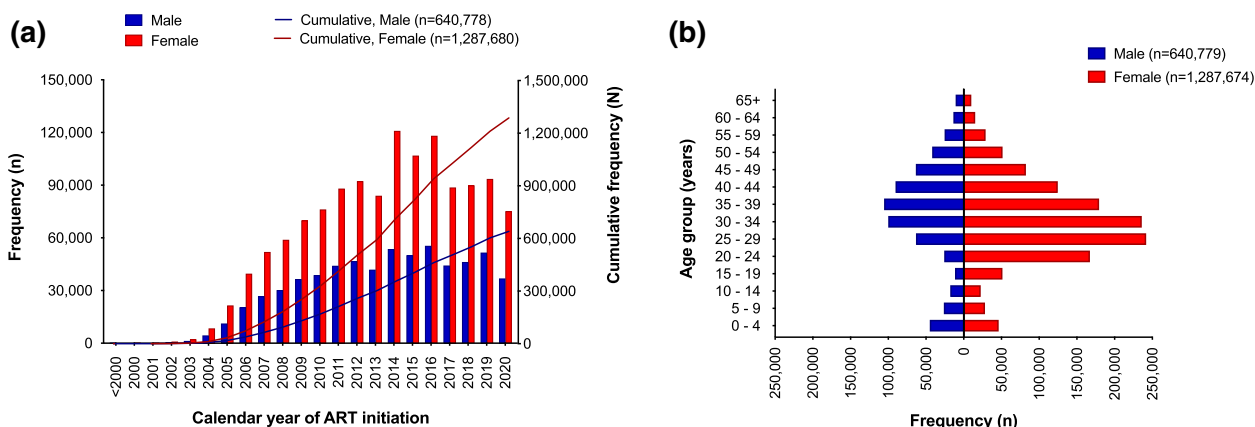 (a)
Male
Female
Cumulative, Male (n=640,778)
Cumulative, Female (n=1,287,680)
Frequency (n)
150,000
120,000
90,000
60,000
30,000
0
1,500,000
1,200,000
900,000
600,000
300,000
0
Cumulative frequency (N)
<2000
2000
2001
2002
2003
2004
2005
2006
2007
2008
2009
2010
2011
2012
2013
2014
2015
2016
2017
2018
2019
2020
Calendar year of ART initiation
(b)
Male (n=640,779)
Female (n=1,287,674)
Age group (years)
65+
60 - 64
55 - 59
50 - 54
45 - 49
40 - 44
35 - 39
30 - 34
25 - 29
20 - 24
15 - 19
10 - 14
5 - 9
0 - 4
250,000
200,000
150,000
100,000
50,000
0
50,000
100,000
150,000
200,000
250,000
Frequency (n)